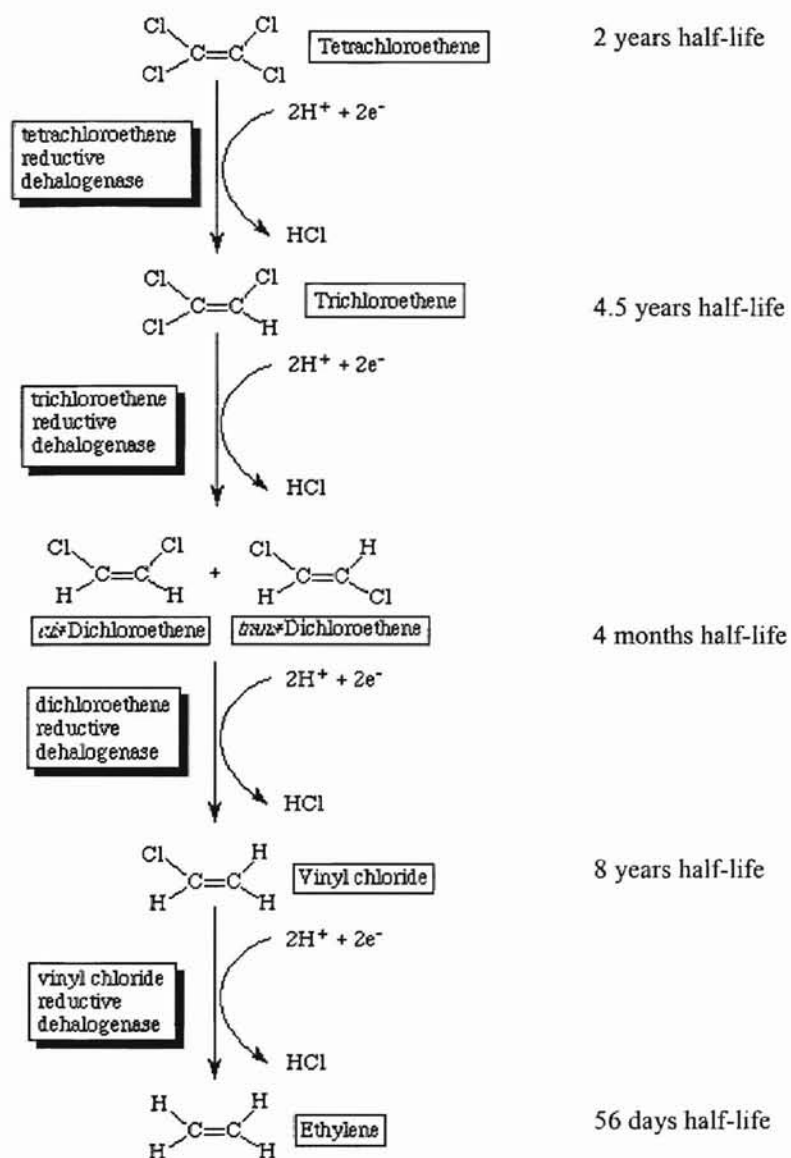 Cl Cl
C=C
Cl Cl
Tetrachloroethene
2 years half-life
2H+ + 2e-
tetrachloroethene
reductive
dehalogenase
HCl
Cl Cl
C=C
Cl H
Trichloroethene
4.5 years half-life
2H+ + 2e-
trichloroethene
reductive
dehalogenase
HCl
Cl Cl
C=C
H H
+
Cl H
C=C
H Cl
cis-Dichloroethene
trans-Dichloroethene
4 months half-life
2H+ + 2e-
dichloroethene
reductive
dehalogenase
HCl
Cl H
C=C
H H
Vinyl chloride
8 years half-life
2H+ + 2e-
vinyl chloride
reductive
dehalogenase
HCl
H H
C=C
H H
Ethylene
56 days half-life